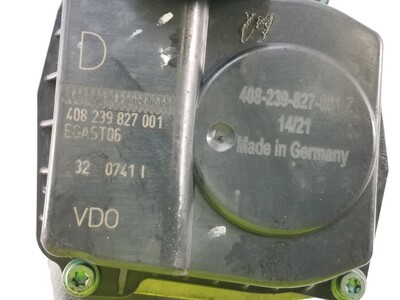 D
408 239 827 001
EGAST06
32 0741 I
VDO
408-239-827-001 Z
14/21
Made in Germany